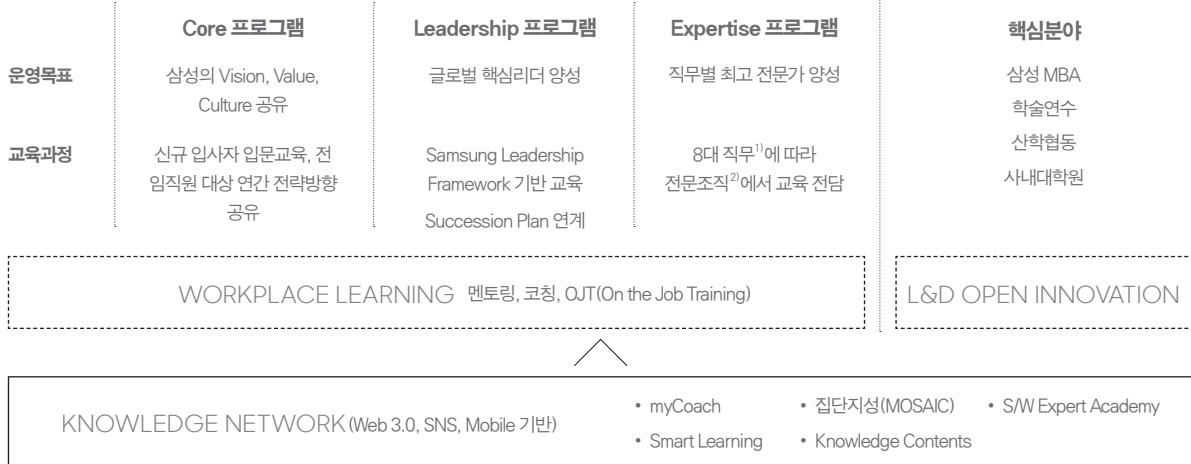 Core 프로그램
Leadership 프로그램
Expertise 프로그램
핵심분야
운영목표
삼성의 Vision, Value,
Culture 공유
글로벌 핵심리더 양성
직무별 최고 전문가 양성
삼성 MBA
학술연수
산학협동
사내대학원
교육과정
신규 입사자 입문교육, 전
임직원 대상 연간 전략방향
공유
Samsung Leadership
Framework 기반 교육
Succession Plan 연계
8대 직무1)에 따라
전문조직2)에서 교육 전담
WORKPLACE LEARNING 멘토링, 코칭, OJT(On the Job Training)
L&D OPEN INNOVATION
KNOWLEDGE NETWORK (Web 3.0, SNS, Mobile 기반)
• myCoach
• 집단지성(MOSAIC)
• S/W Expert Academy
• Smart Learning
• Knowledge Contents